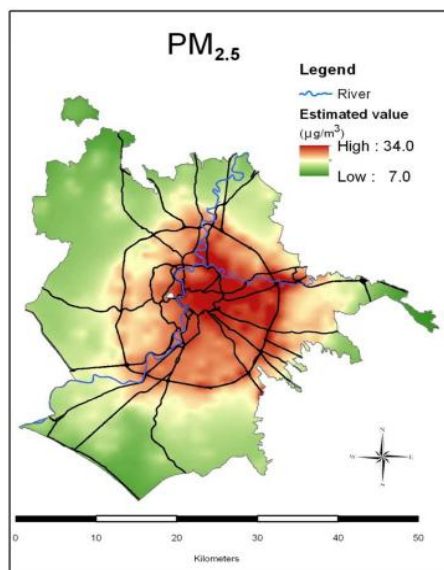 PM2.5
Legend
River
Estimated value
(µg/m³)
High : 34.0
Low : 7.0
N
W E
S
0 10 20 30 40 50
Kilometers